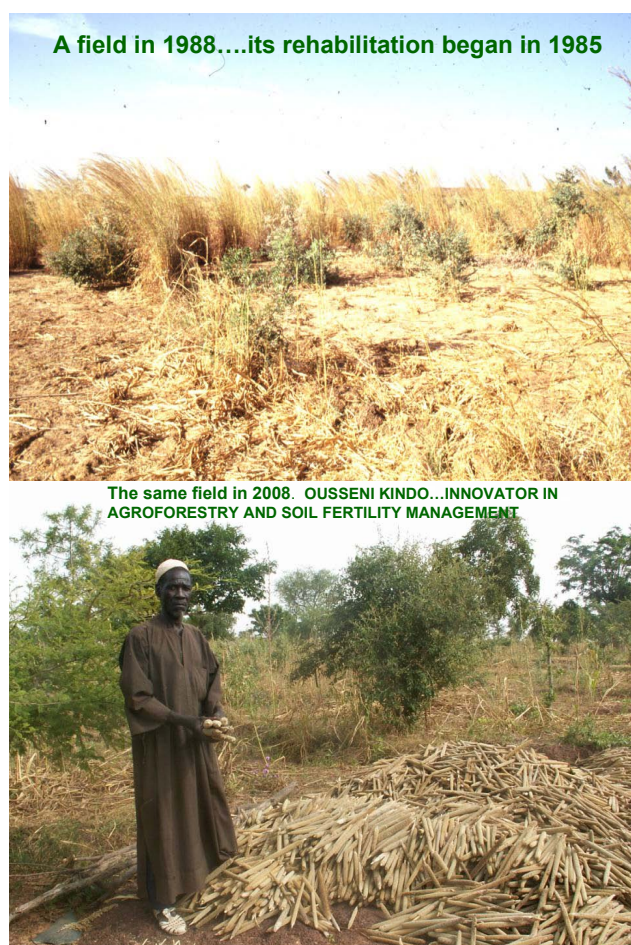 A field in 1988....its rehabilitation began in 1985
The same field in 2008. OUSSENI KINDO...INNOVATOR IN
AGROFORESTRY AND SOIL FERTILITY MANAGEMENT